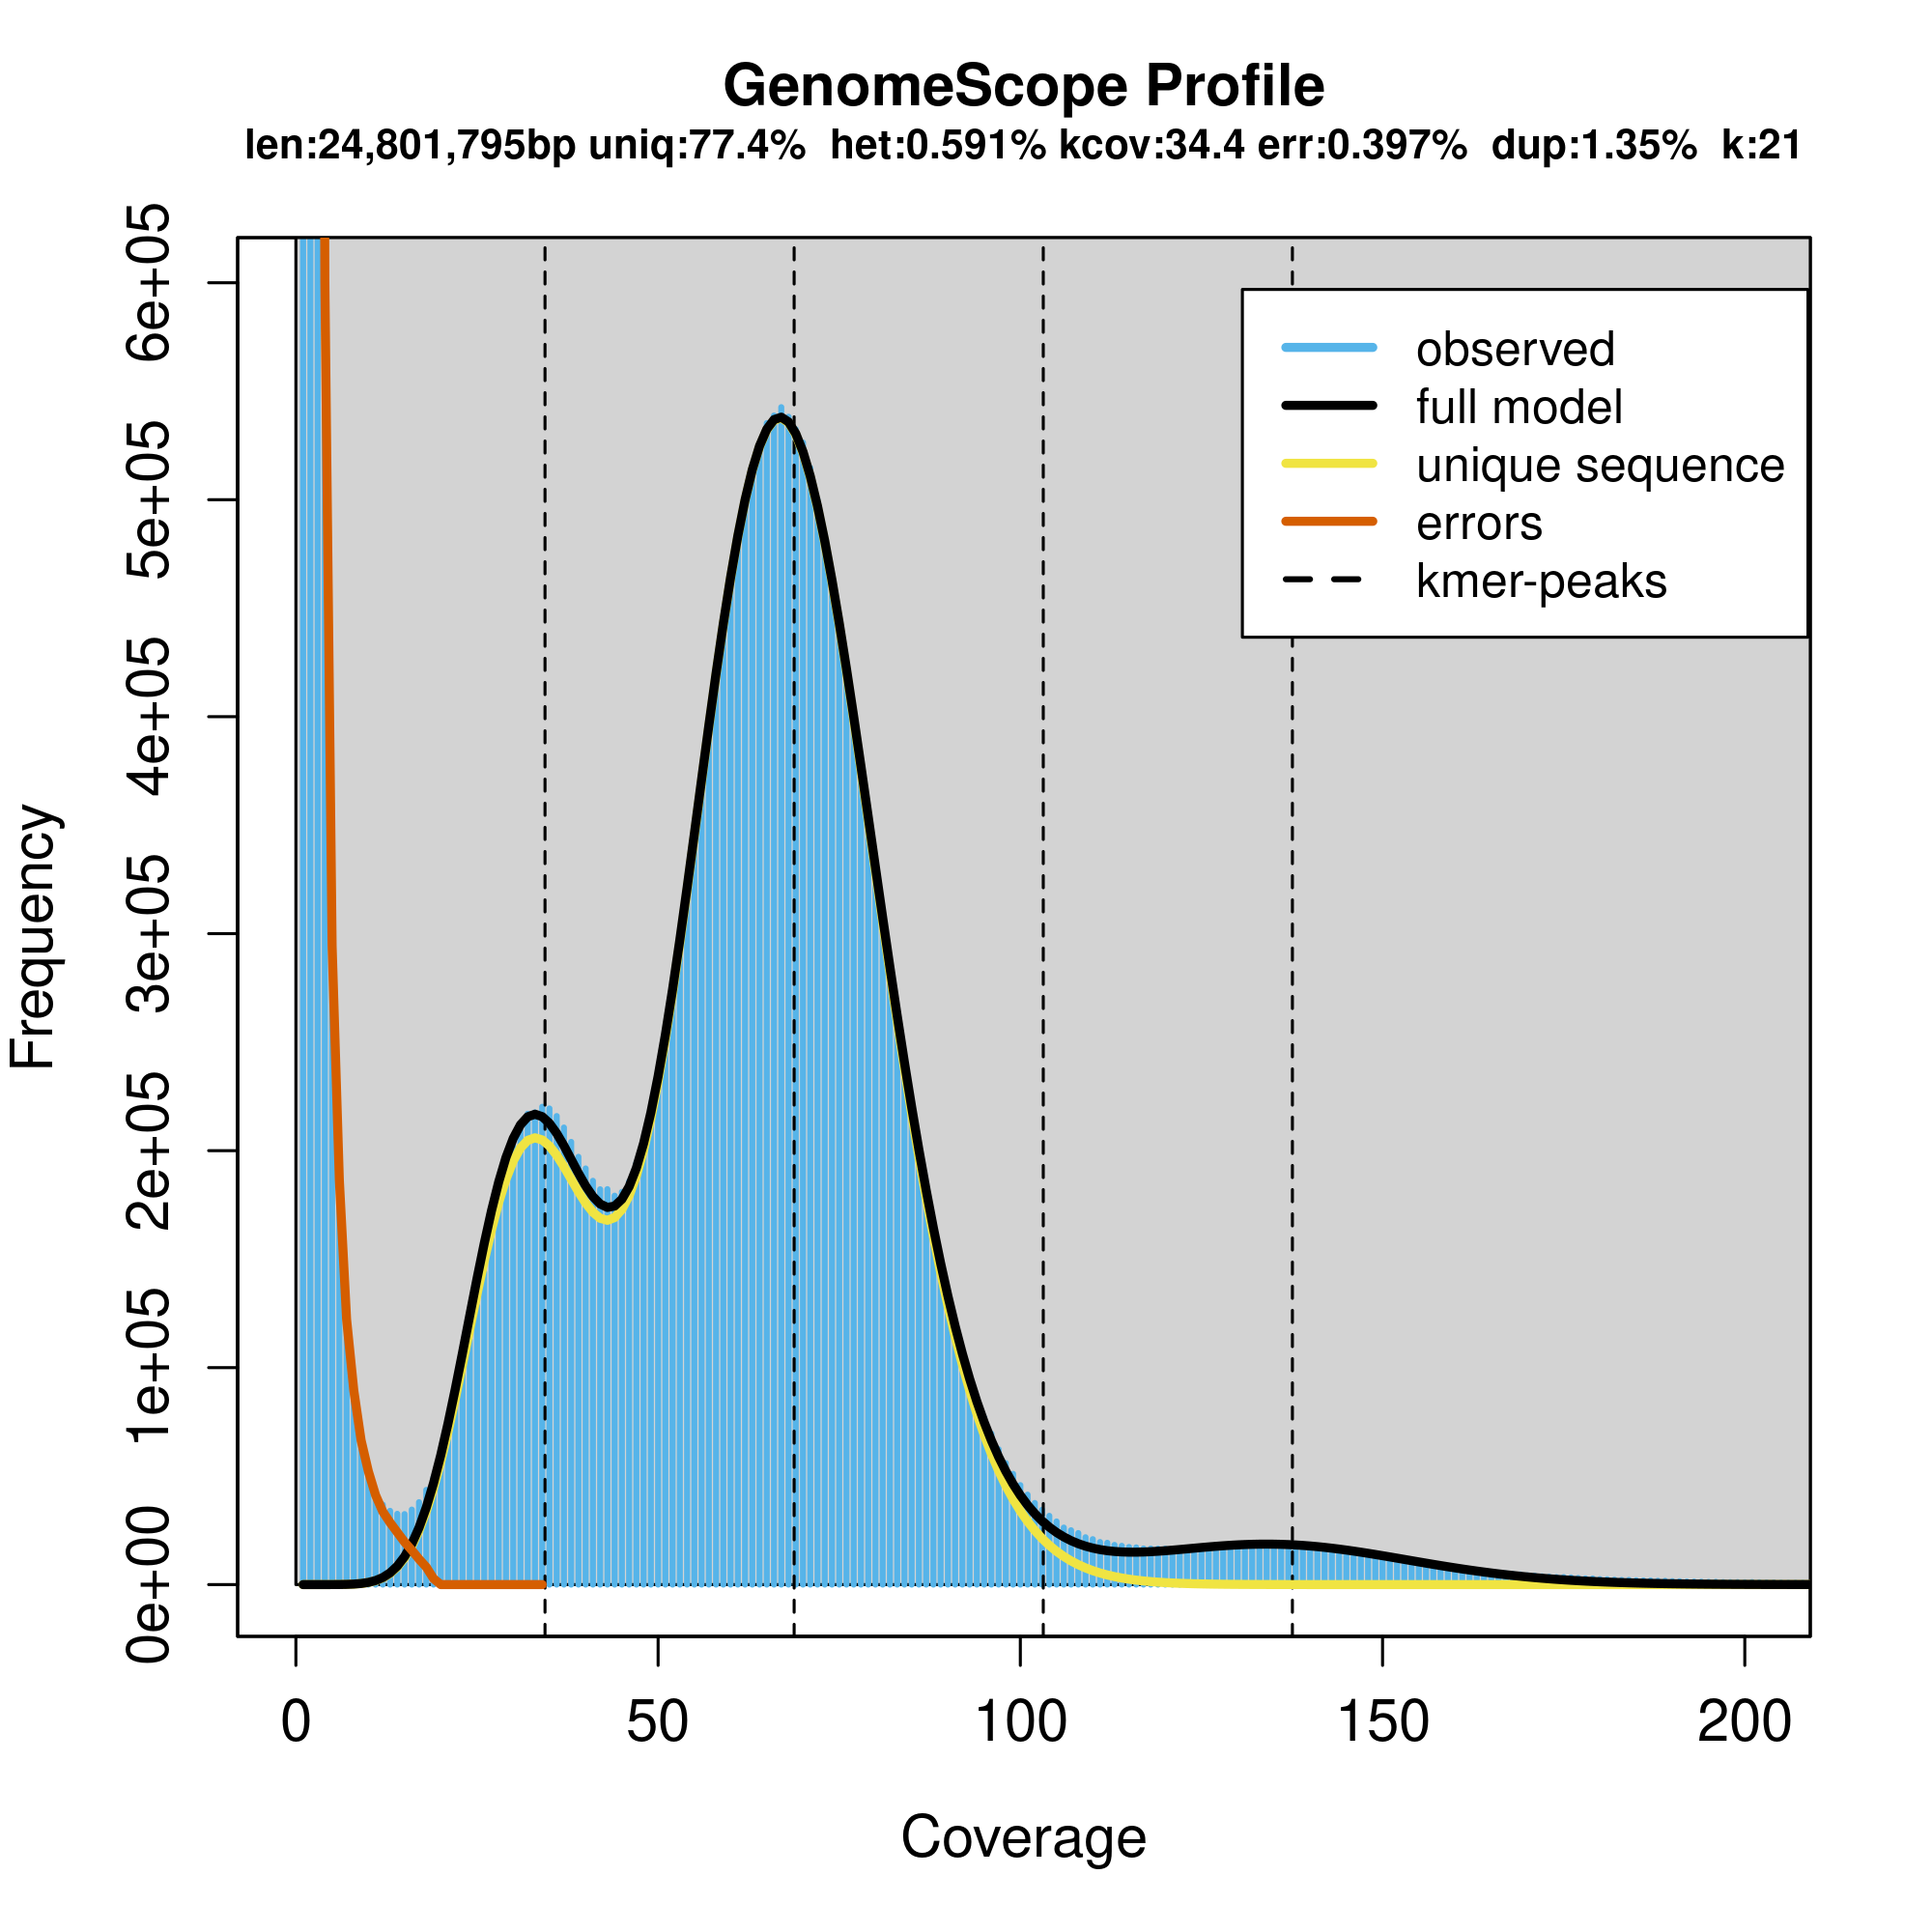 GenomeScope Profile
len:24,801,795bp uniq:77.4%  het:0.591% kcov:34.4 err:0.397%  dup:1.35%  k:21
6e+05
5e+05
4e+05
3e+05
2e+05
1e+05
0e+00
Frequency
observed
full model
unique sequence
errors
kmer-peaks
0 50 100 150 200
Coverage